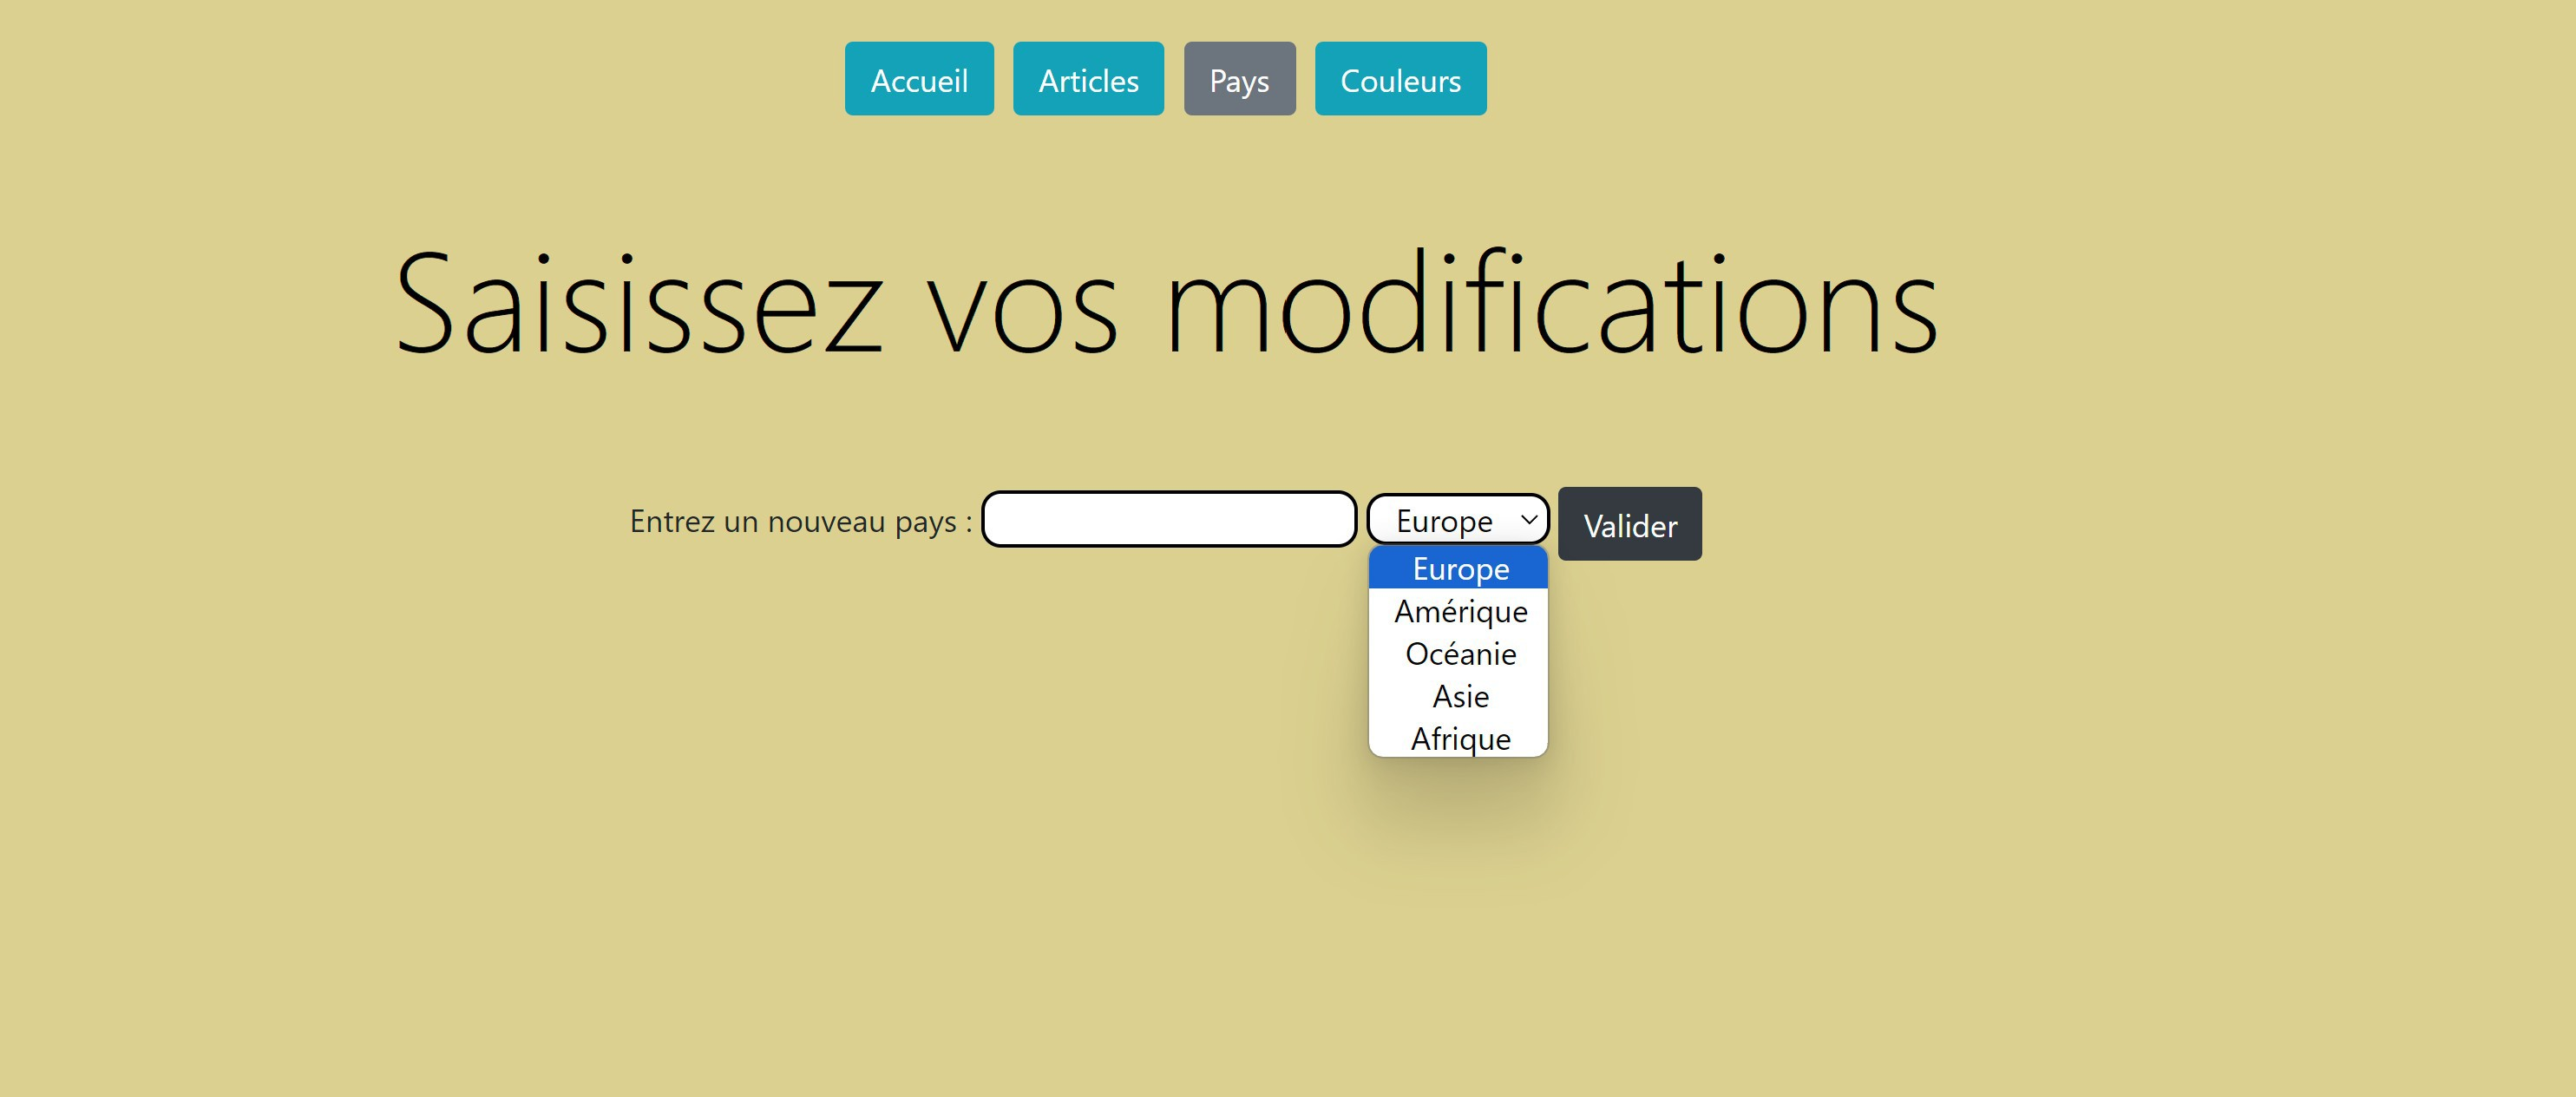 Accueil Articles Pays Couleurs
Saisissez vos modifications
Entrez un nouveau pays : Europe Valider
Europe
Amérique
Océanie
Asie
Afrique